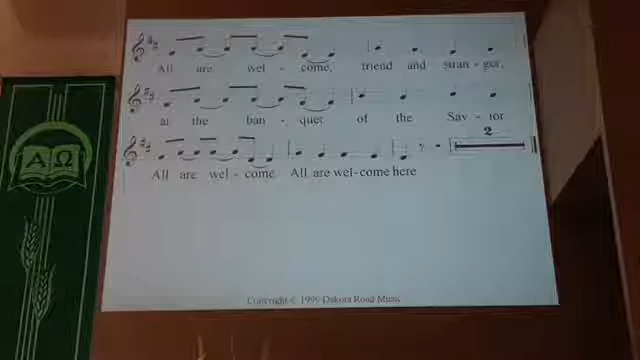 All are wel - come, friend and stran - ger,
at the ban - quet of the Sav - ior
2
All are wel - come All are wel-come here
Copyright © 1999 Dakota Road Music
Α Ω